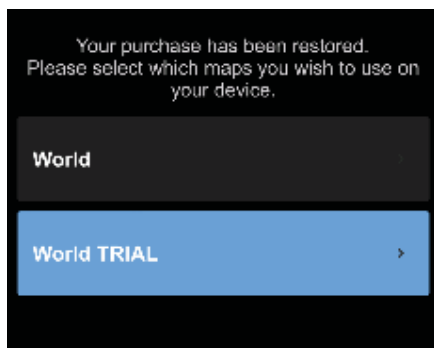 Your purchase has been restored.
Please select which maps you wish to use on
your device.
World
World TRIAL